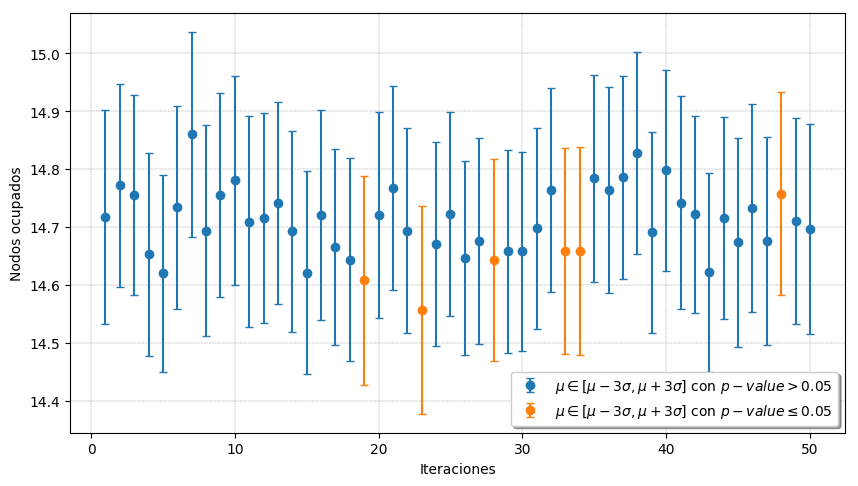 Nodos ocupados
15.0
14.9
14.8
14.7
14.6
14.5
14.4
0 10 20 30 40 50
Iteraciones
μ ∈ [μ − 3σ, μ + 3σ] con p − value > 0.05
μ ∈ [μ − 3σ, μ + 3σ] con p − value ≤ 0.05